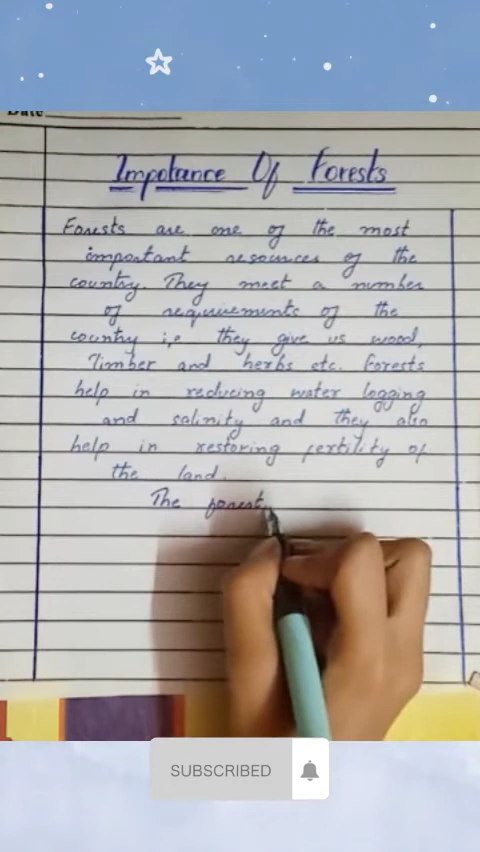 Date
Impotance Of Forests
Forests are one of the most
important resources of the
country. They meet a number
of requirements of the
country i,e they give us wood,
Timber and herbs etc. Forests
help in reducing water logging
and salinity and they also
help in restoring fertility of
the land.
The forest
SUBSCRIBED